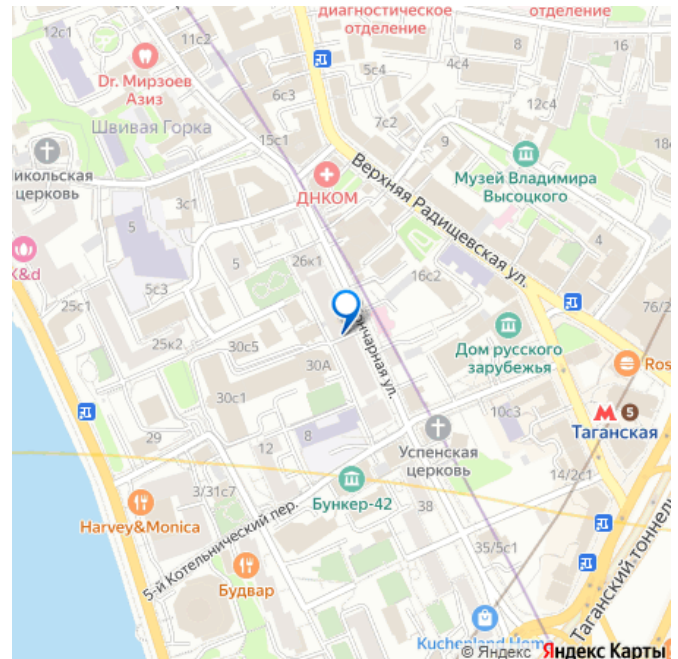 диагностическое
отделение
отделение
12с1
11с2
8
16
Dr. Мирзоев
Азиз
5с4
4с4
6с3
12с4
Швивая Горка
15с1
7с2
9
Верхняя Радищевская ул.
Музей Владимира
Высоцкого
ДНКОМ
церковь
3с1
5
5
4
26к1
16с2
5с3
25с1
76/2
Дом русского
зарубежья
25к2
30с5
30А
30с1
10с3
М 5
Таганская
29
12
8
Успенская
церковь
14/2с1
3/31с7
Бункер-42
38
Harvey&Monica
5-й Котельнический пер.
35/5с1
Будвар
Таганский
© Яндекс Яндекс Карты